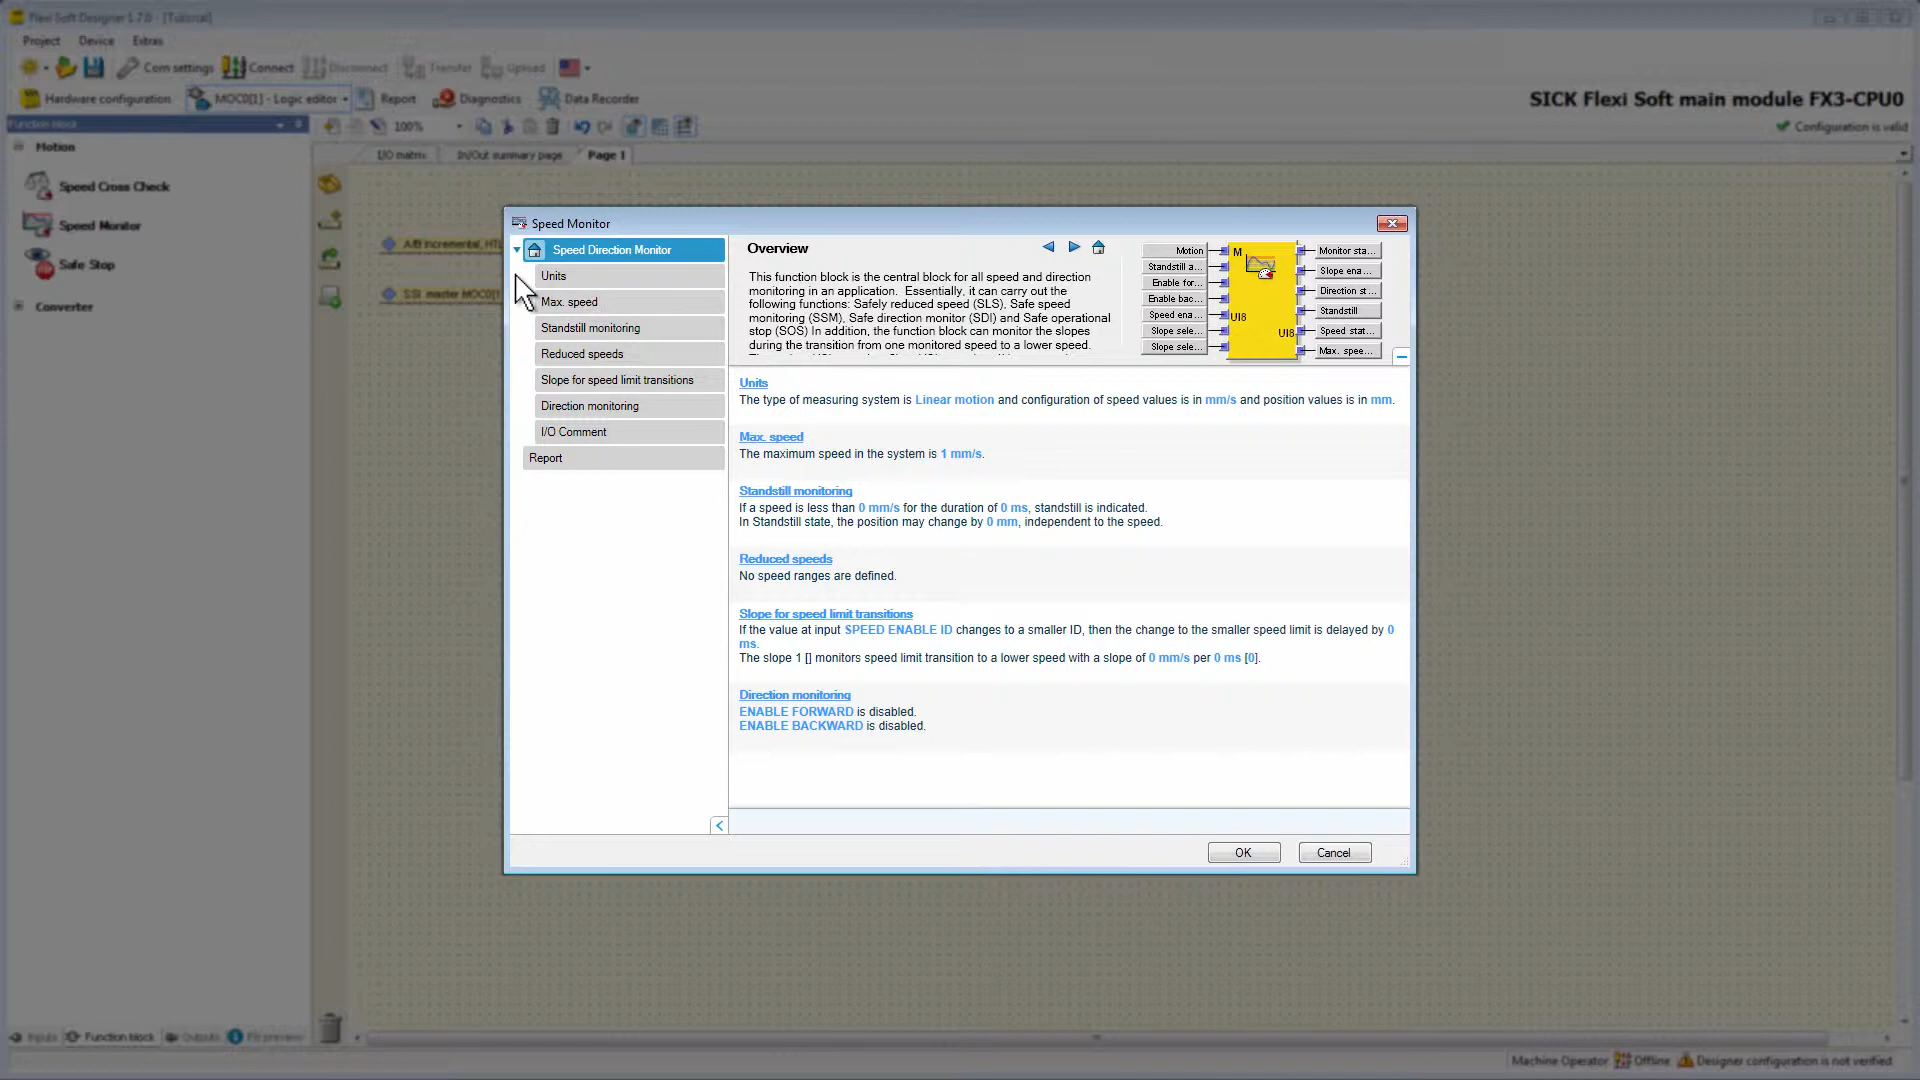 Flexi Soft Designer 1.7.0 - [Tutorial]
Project Device Extras
Com settings Connect Disconnect Transfer Upload
Hardware configuration MOC0[1] - Logic editor Report Diagnostics Data Recorder
SICK Flexi Soft main module FX3-CPU0
Configuration is valid
Function block
100%
I/O matrix In/Out summary page Page 1
Motion
Speed Cross Check
Speed Monitor
Safe Stop
Converter
A/B incremental, HTL
SSI master MOC0[1]
Speed Monitor
Speed Direction Monitor
Units
Max. speed
Standstill monitoring
Reduced speeds
Slope for speed limit transitions
Direction monitoring
I/O Comment
Report
Overview
This function block is the central block for all speed and direction
monitoring in an application. Essentially, it can carry out the
following functions: Safely reduced speed (SLS), Safe speed
monitoring (SSM), Safe direction monitor (SDI) and Safe operational
stop (SOS) In addition, the function block can monitor the slopes
during the transition from one monitored speed to a lower speed.
Motion
Standstill a...
Enable for...
Enable bac...
Speed ena...
Slope sele...
Slope sele...
M
UI8
UI8
Monitor sta...
Slope ena...
Direction st...
Standstill
Speed stat...
Max. spee...
Units
The type of measuring system is Linear motion and configuration of speed values is in mm/s and position values is in mm.
Max. speed
The maximum speed in the system is 1 mm/s.
Standstill monitoring
If a speed is less than 0 mm/s for the duration of 0 ms, standstill is indicated.
In Standstill state, the position may change by 0 mm, independent to the speed.
Reduced speeds
No speed ranges are defined.
Slope for speed limit transitions
If the value at input SPEED ENABLE ID changes to a smaller ID, then the change to the smaller speed limit is delayed by 0
ms.
The slope 1 [] monitors speed limit transition to a lower speed with a slope of 0 mm/s per 0 ms [0].
Direction monitoring
ENABLE FORWARD is disabled.
ENABLE BACKWARD is disabled.
OK Cancel
Inputs Function block Outputs FB preview
Machine Operator Offline Designer configuration is not verified